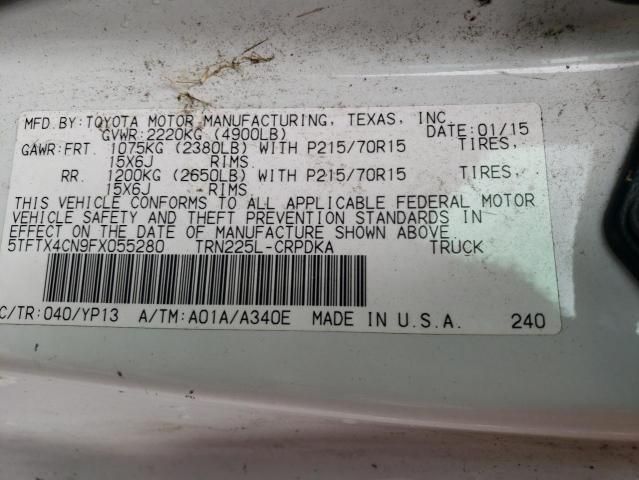 MFD.BY:TOYOTA MOTOR MANUFACTURING, TEXAS, INC
GVWR:2220KG (4900LB) DATE:01/15
GAWR:FRT. 1075KG (2380LB) WITH P215/70R15 TIRES,
15X6J RIMS
RR. 1200KG (2650LB) WITH P215/70R15 TIRES,
15X6J RIMS
THIS VEHICLE CONFORMS TO ALL APPLICABLE FEDERAL MOTOR
VEHICLE SAFETY AND THEFT PREVENTION STANDARDS IN
EFFECT ON THE DATE OF MANUFACTURE SHOWN ABOVE.
5TFTX4CN9FX055280 TRN225L-CRPDKA TRUCK
C/TR:040/YP13 A/TM:A01A/A340E MADE IN U.S.A. 240